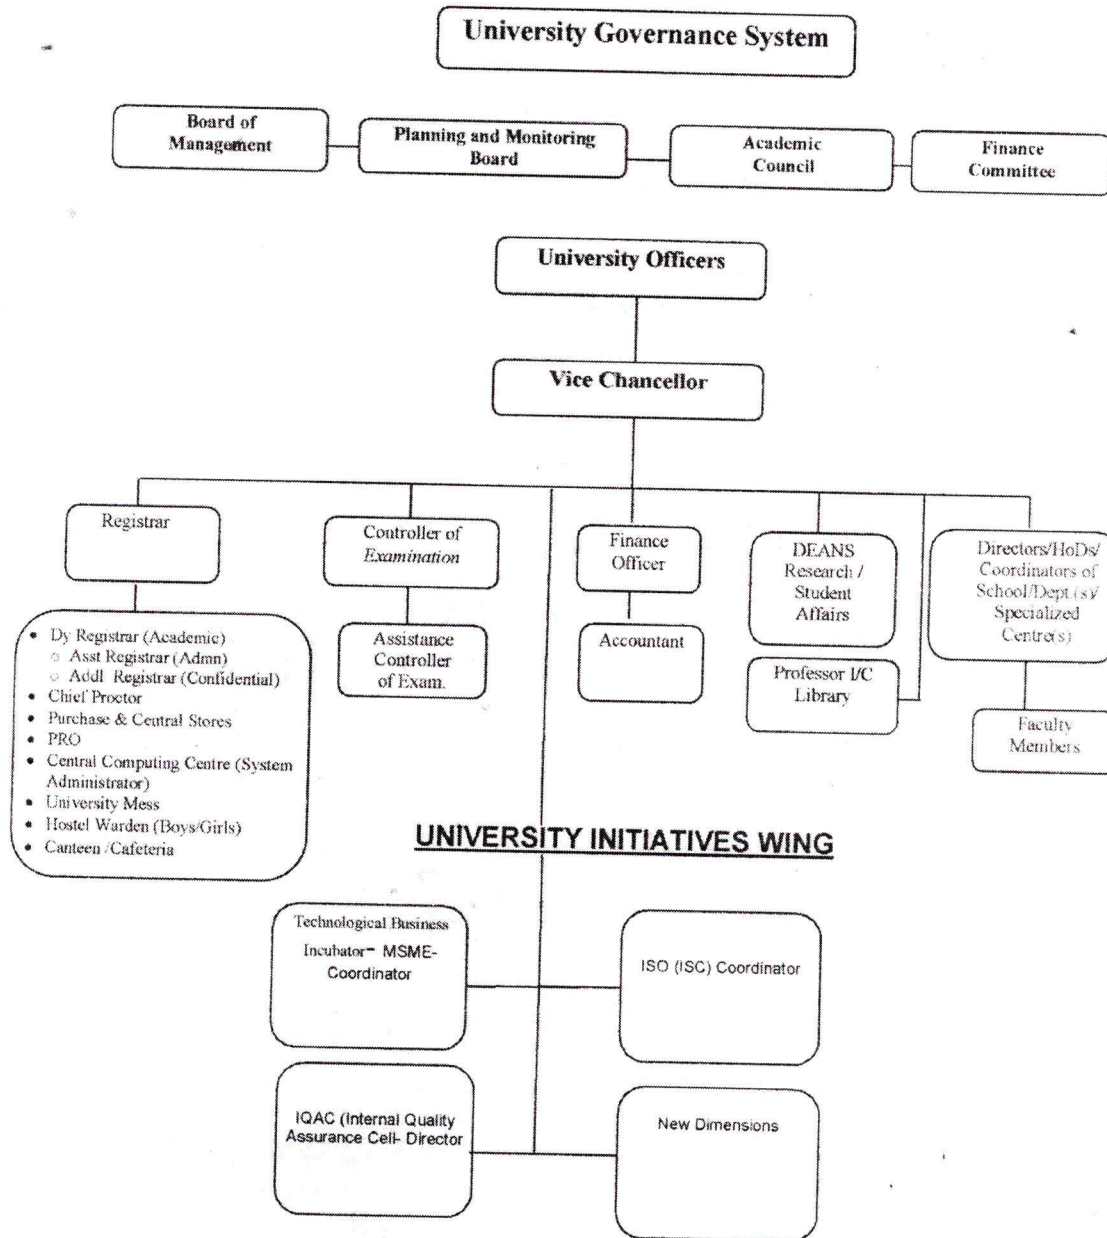 University Governance System
Board of
Management
Planning and Monitoring
Board
Academic
Council
Finance
Committee
University Officers
Vice Chancellor
Registrar
Controller of
Examination
Finance
Officer
DEANS
Research /
Student
Affairs
Directors/HoDs/
Coordinators of
School/Dept.(s)/
Specialized
Centre(s)
• Dy Registrar (Academic)
○ Asst Registrar (Admn)
○ Addl Registrar (Confidential)
• Chief Proctor
• Purchase & Central Stores
• PRO
• Central Computing Centre (System
Administrator)
• University Mess
• Hostel Warden (Boys/Girls)
• Canteen /Cafeteria
Assistance
Controller
of Exam.
Accountant
Professor I/C
Library
Faculty
Members
UNIVERSITY INITIATIVES WING
Technological Business
Incubator- MSME-
Coordinator
ISO (ISC) Coordinator
IQAC (Internal Quality
Assurance Cell- Director
New Dimensions